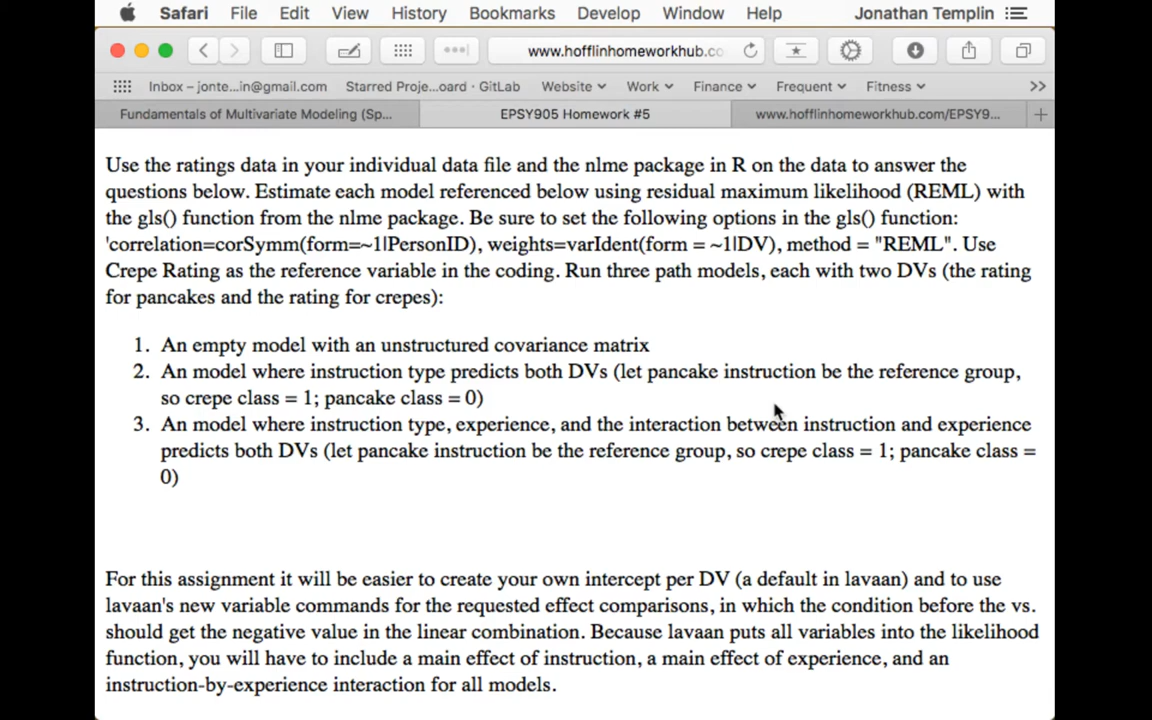 Safari File Edit View History Bookmarks Develop Window Help Jonathan Templin
www.hofflinhomeworkhub.co
Inbox – jonte...in@gmail.com Starred Proje...oard · GitLab Website Work Finance Frequent Fitness >>
Fundamentals of Multivariate Modeling (Sp... EPSY905 Homework #5 www.hofflinhomeworkhub.com/EPSY9... +
Use the ratings data in your individual data file and the nlme package in R on the data to answer the
questions below. Estimate each model referenced below using residual maximum likelihood (REML) with
the gls() function from the nlme package. Be sure to set the following options in the gls() function:
'correlation=corSymm(form=~1|PersonID), weights=varIdent(form = ~1|DV), method = "REML". Use
Crepe Rating as the reference variable in the coding. Run three path models, each with two DVs (the rating
for pancakes and the rating for crepes):
1. An empty model with an unstructured covariance matrix
2. An model where instruction type predicts both DVs (let pancake instruction be the reference group,
so crepe class = 1; pancake class = 0)
3. An model where instruction type, experience, and the interaction between instruction and experience
predicts both DVs (let pancake instruction be the reference group, so crepe class = 1; pancake class =
0)
For this assignment it will be easier to create your own intercept per DV (a default in lavaan) and to use
lavaan's new variable commands for the requested effect comparisons, in which the condition before the vs.
should get the negative value in the linear combination. Because lavaan puts all variables into the likelihood
function, you will have to include a main effect of instruction, a main effect of experience, and an
instruction-by-experience interaction for all models.